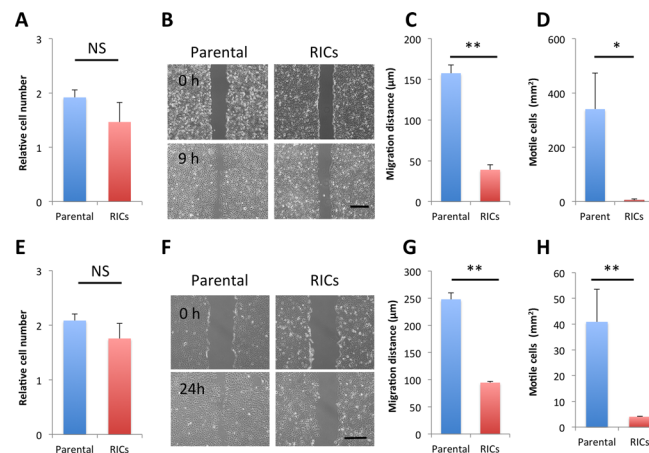 A
Relative cell number
3
2
1
0
NS
Parental RICs
B
Parental RICs
0 h
9 h
C
Migration distance (μm)
200
150
100
50
0
**
Parental RICs
D
Motile cells (mm²)
600
400
200
0
*
Parent RICs
E
Relative cell number
3
2
1
0
NS
Parental RICs
F
Parental RICs
0 h
24h
G
Migration distance (μm)
300
250
200
150
100
50
0
**
Parental RICs
H
Motile cells (mm²)
60
50
40
30
20
10
0
**
Parental RICs